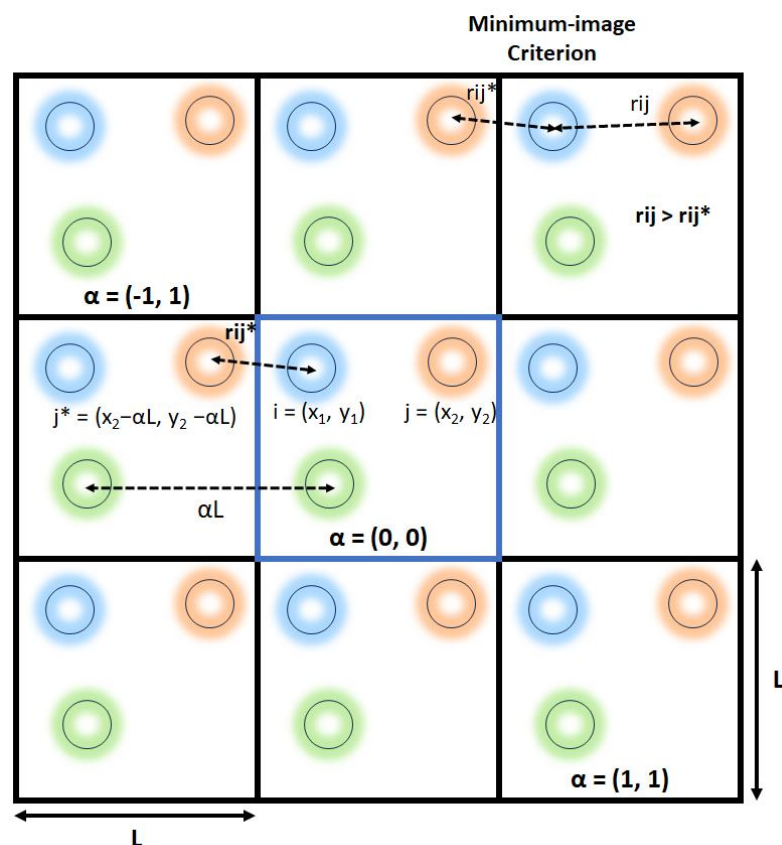 Minimum-image
Criterion
rij*
rij
rij > rij*
α = (-1, 1)
rij*
j* = (x₂−αL, y₂ −αL)
i = (x₁, y₁)
j = (x₂, y₂)
αL
α = (0, 0)
L
α = (1, 1)
L